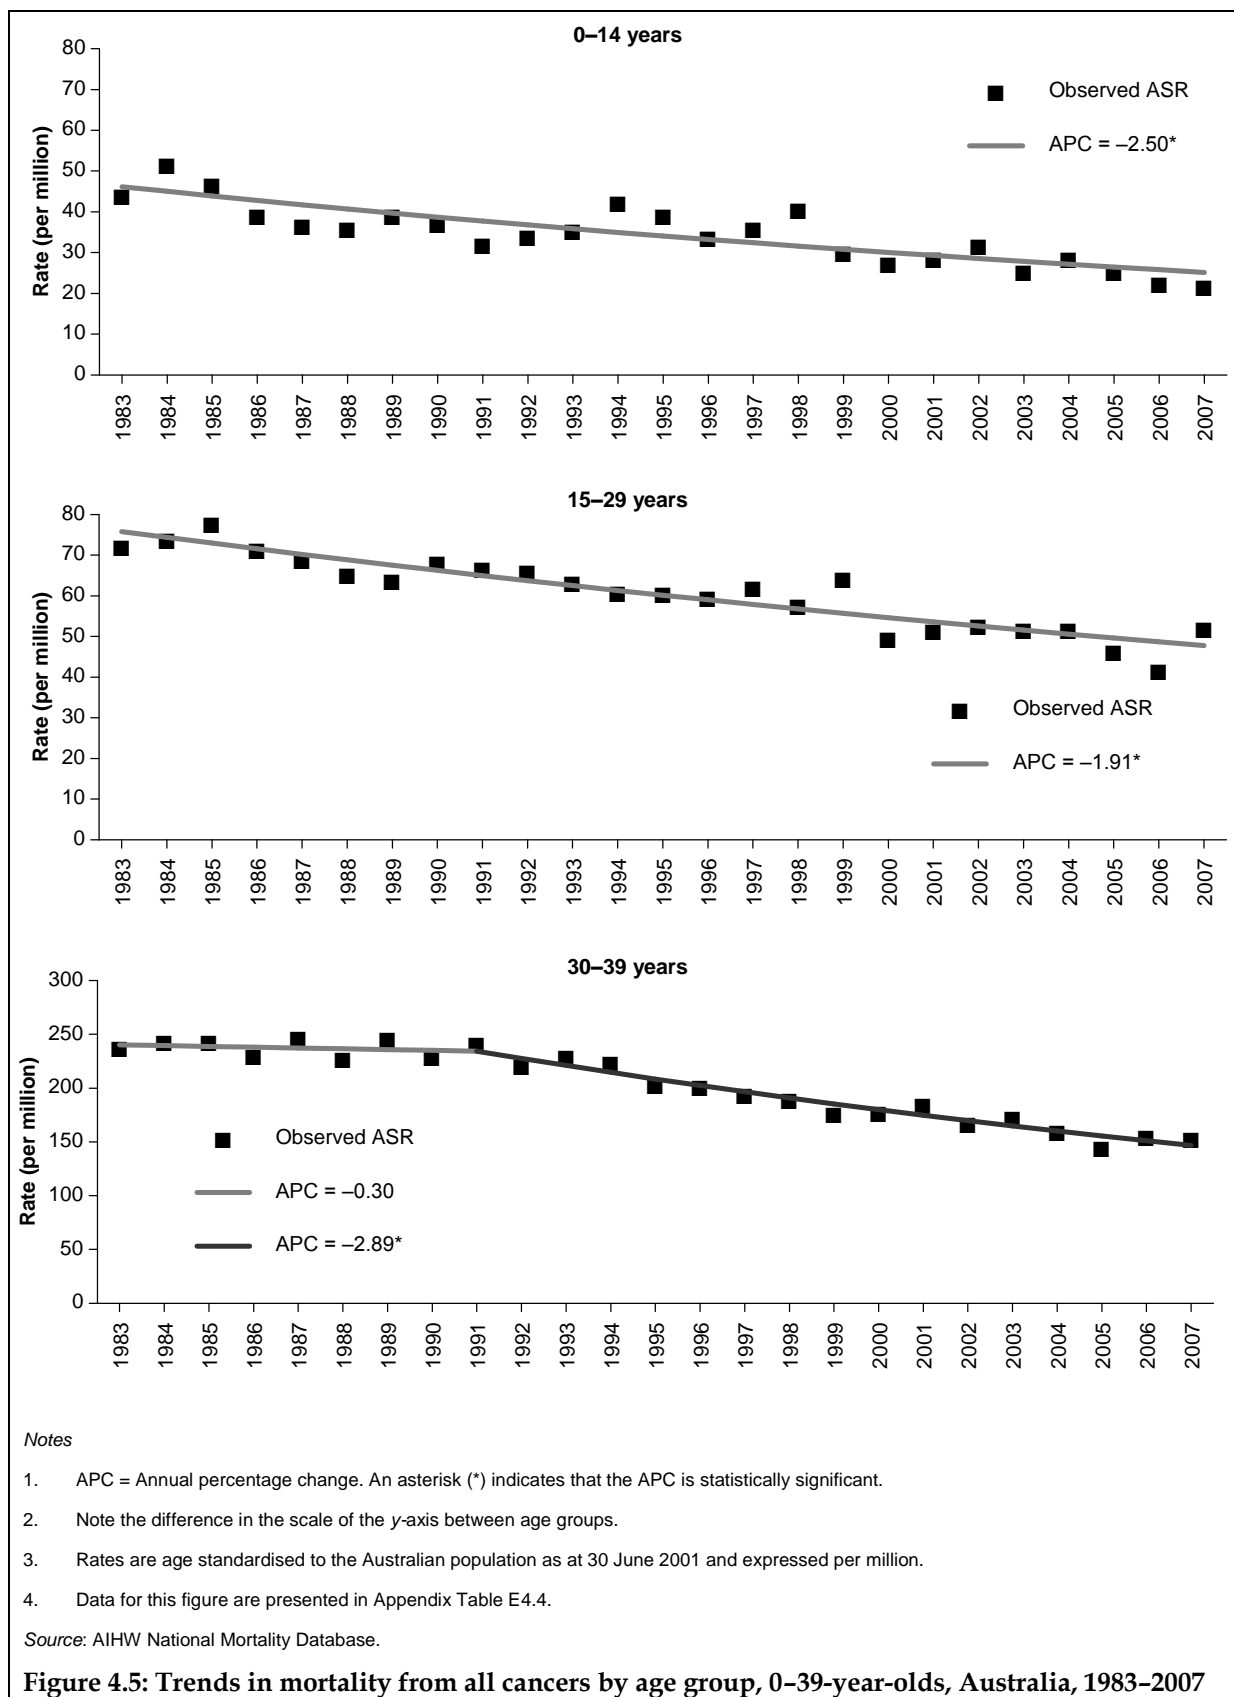 0–14 years
80
70
60
50
40
30
20
10
0
Rate (per million)
Observed ASR
APC = –2.50*
1983 1984 1985 1986 1987 1988 1989 1990 1991 1992 1993 1994 1995 1996 1997 1998 1999 2000 2001 2002 2003 2004 2005 2006 2007
15–29 years
80
70
60
50
40
30
20
10
0
Rate (per million)
Observed ASR
APC = –1.91*
1983 1984 1985 1986 1987 1988 1989 1990 1991 1992 1993 1994 1995 1996 1997 1998 1999 2000 2001 2002 2003 2004 2005 2006 2007
30–39 years
300
250
200
150
100
50
0
Rate (per million)
Observed ASR
APC = –0.30
APC = –2.89*
1983 1984 1985 1986 1987 1988 1989 1990 1991 1992 1993 1994 1995 1996 1997 1998 1999 2000 2001 2002 2003 2004 2005 2006 2007
Notes
1. APC = Annual percentage change. An asterisk (*) indicates that the APC is statistically significant.
2. Note the difference in the scale of the y-axis between age groups.
3. Rates are age standardised to the Australian population as at 30 June 2001 and expressed per million.
4. Data for this figure are presented in Appendix Table E4.4.
Source: AIHW National Mortality Database.
Figure 4.5: Trends in mortality from all cancers by age group, 0–39-year-olds, Australia, 1983–2007